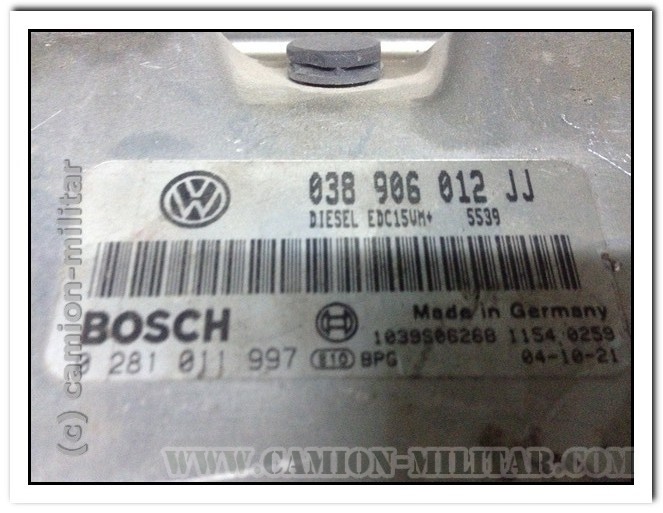 038 906 012 JJ
DIESEL EDC15VM+ 5539
BOSCH
Made in Germany
1039S06268 1154 0259
0 281 011 997 E10 BPG 04-10-21
(c) camion-militar
WWW.CAMION-MILITAR.COM